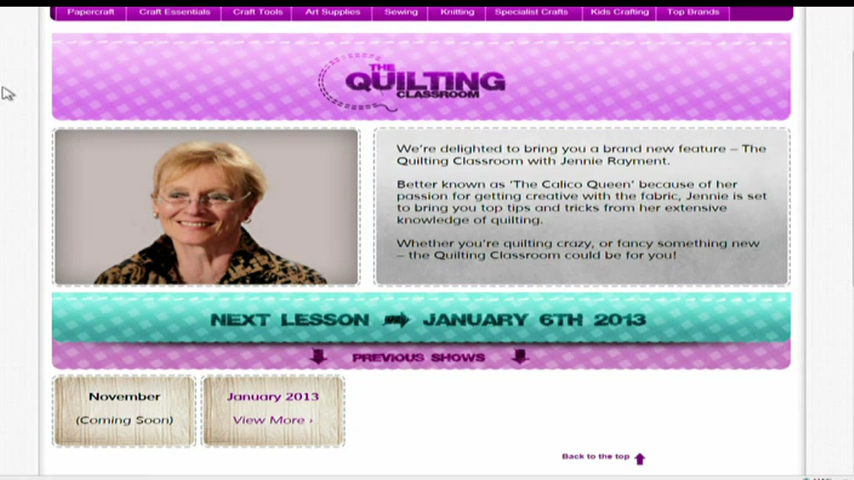 Papercraft Craft Essentials Craft Tools Art Supplies Sewing Knitting Specialist Crafts Kids Crafting Top Brands
THE
QUILTING
CLASSROOM
We're delighted to bring you a brand new feature – The
Quilting Classroom with Jennie Rayment.
Better known as 'The Calico Queen' because of her
passion for getting creative with the fabric, Jennie is set
to bring you top tips and tricks from her extensive
knowledge of quilting.
Whether you're quilting crazy, or fancy something new
– the Quilting Classroom could be for you!
NEXT LESSON JANUARY 6TH 2013
PREVIOUS SHOWS
November
(Coming Soon)
January 2013
View More ›
Back to the top